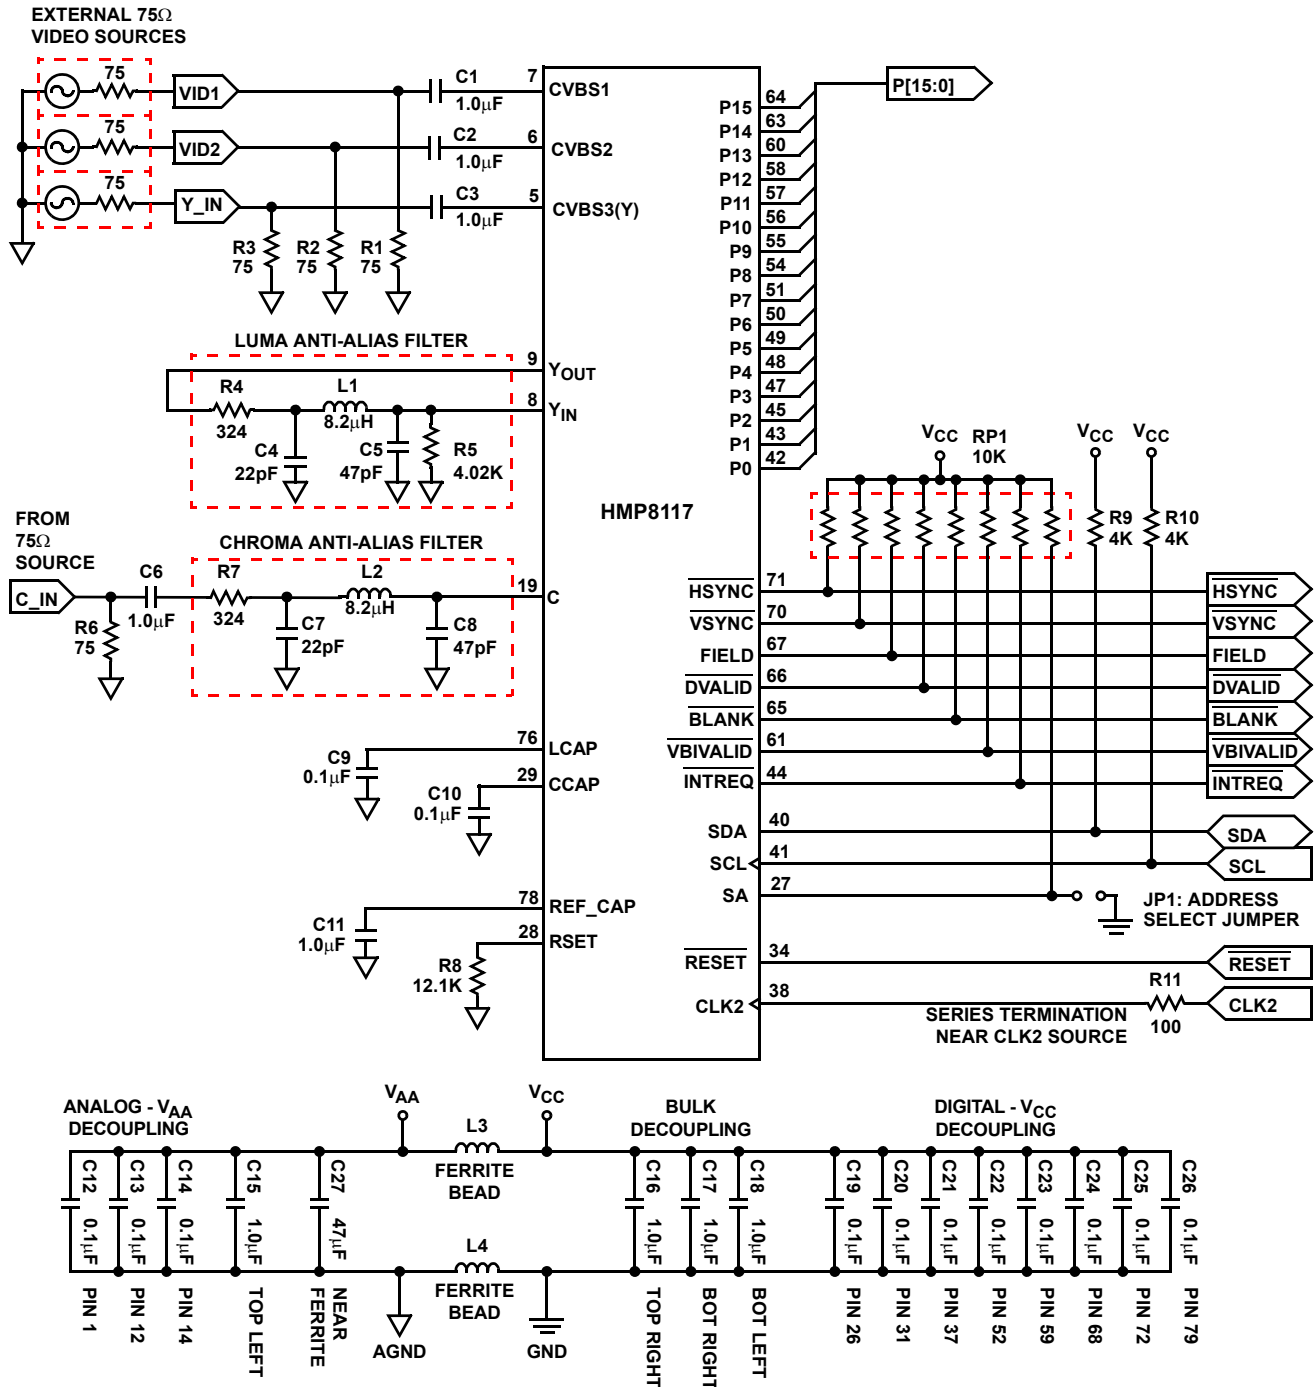 EXTERNAL 75Ω
VIDEO SOURCES
75
VID1
C1
1.0μF
7
CVBS1
75
VID2
C2
1.0μF
6
CVBS2
75
Y_IN
C3
1.0μF
5
CVBS3(Y)
R3
75
R2
75
R1
75
LUMA ANTI-ALIAS FILTER
9
YOUT
R4
324
L1
8.2μH
8
YIN
C4
22pF
C5
47pF
R5
4.02K
FROM
75Ω
SOURCE
C_IN
R6
75
C6
1.0μF
CHROMA ANTI-ALIAS FILTER
R7
324
L2
8.2μH
19
C
C7
22pF
C8
47pF
C9
0.1μF
76
LCAP
C10
0.1μF
29
CCAP
C11
1.0μF
78
REF_CAP
28
RSET
R8
12.1K
HMP8117
P15
64
P14
63
P13
60
P12
58
P11
57
P10
56
P9
55
P8
54
P7
51
P6
50
P5
49
P4
48
P3
47
P2
45
P1
43
P0
42
P[15:0]
VCC
RP1
10K
VCC
VCC
R9
4K
R10
4K
HSYNC
71
HSYNC
VSYNC
70
VSYNC
FIELD
67
FIELD
DVALID
66
DVALID
BLANK
65
BLANK
VBIVALID
61
VBIVALID
INTREQ
44
INTREQ
SDA
40
SDA
SCL
41
SCL
SA
27
JP1: ADDRESS
SELECT JUMPER
RESET
34
RESET
CLK2
38
R11
100
CLK2
SERIES TERMINATION
NEAR CLK2 SOURCE
ANALOG - VAA
DECOUPLING
VAA
L3
FERRITE
BEAD
VCC
BULK
DECOUPLING
DIGITAL - VCC
DECOUPLING
C12
0.1μF
PIN 1
C13
0.1μF
PIN 12
C14
0.1μF
PIN 14
C15
1.0μF
TOP LEFT
C27
47μF
NEAR
FERRITE
L4
FERRITE
BEAD
AGND
GND
C16
1.0μF
TOP RIGHT
C17
1.0μF
BOT RIGHT
C18
1.0μF
BOT LEFT
C19
0.1μF
PIN 26
C20
0.1μF
PIN 31
C21
0.1μF
PIN 37
C22
0.1μF
PIN 52
C23
0.1μF
PIN 59
C24
0.1μF
PIN 68
C25
0.1μF
PIN 72
C26
0.1μF
PIN 79